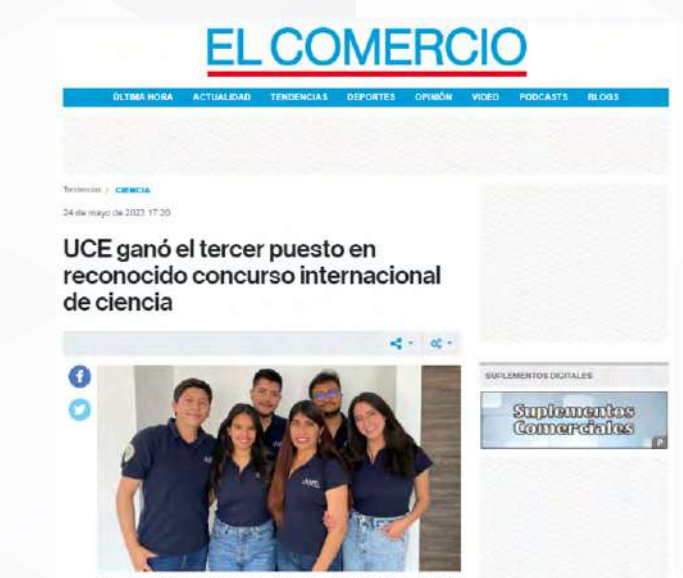 EL COMERCIO
ÚLTIMA HORA ACTUALIDAD TENDENCIAS DEPORTES OPINIÓN VIDEO PODCASTS BLOGS
Tendencias / CIENCIA
24 de mayo de 2023 17:20
UCE ganó el tercer puesto en
reconocido concurso internacional
de ciencia
SUPLEMENTOS DIGITALES
Suplementos
Comerciales
P